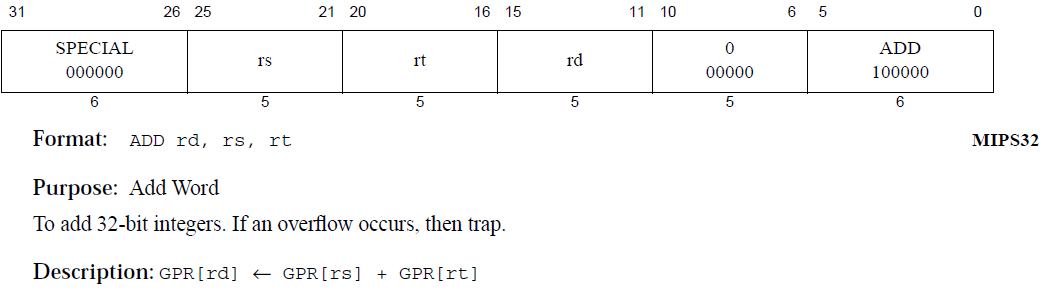 31 26 25 21 20 16 15 11 10 6 5 0
SPECIAL rs rt rd 0 ADD
000000 00000 100000
6 5 5 5 5 6
Format: ADD rd, rs, rt MIPS32
Purpose: Add Word
To add 32-bit integers. If an overflow occurs, then trap.
Description: GPR[rd] ← GPR[rs] + GPR[rt]